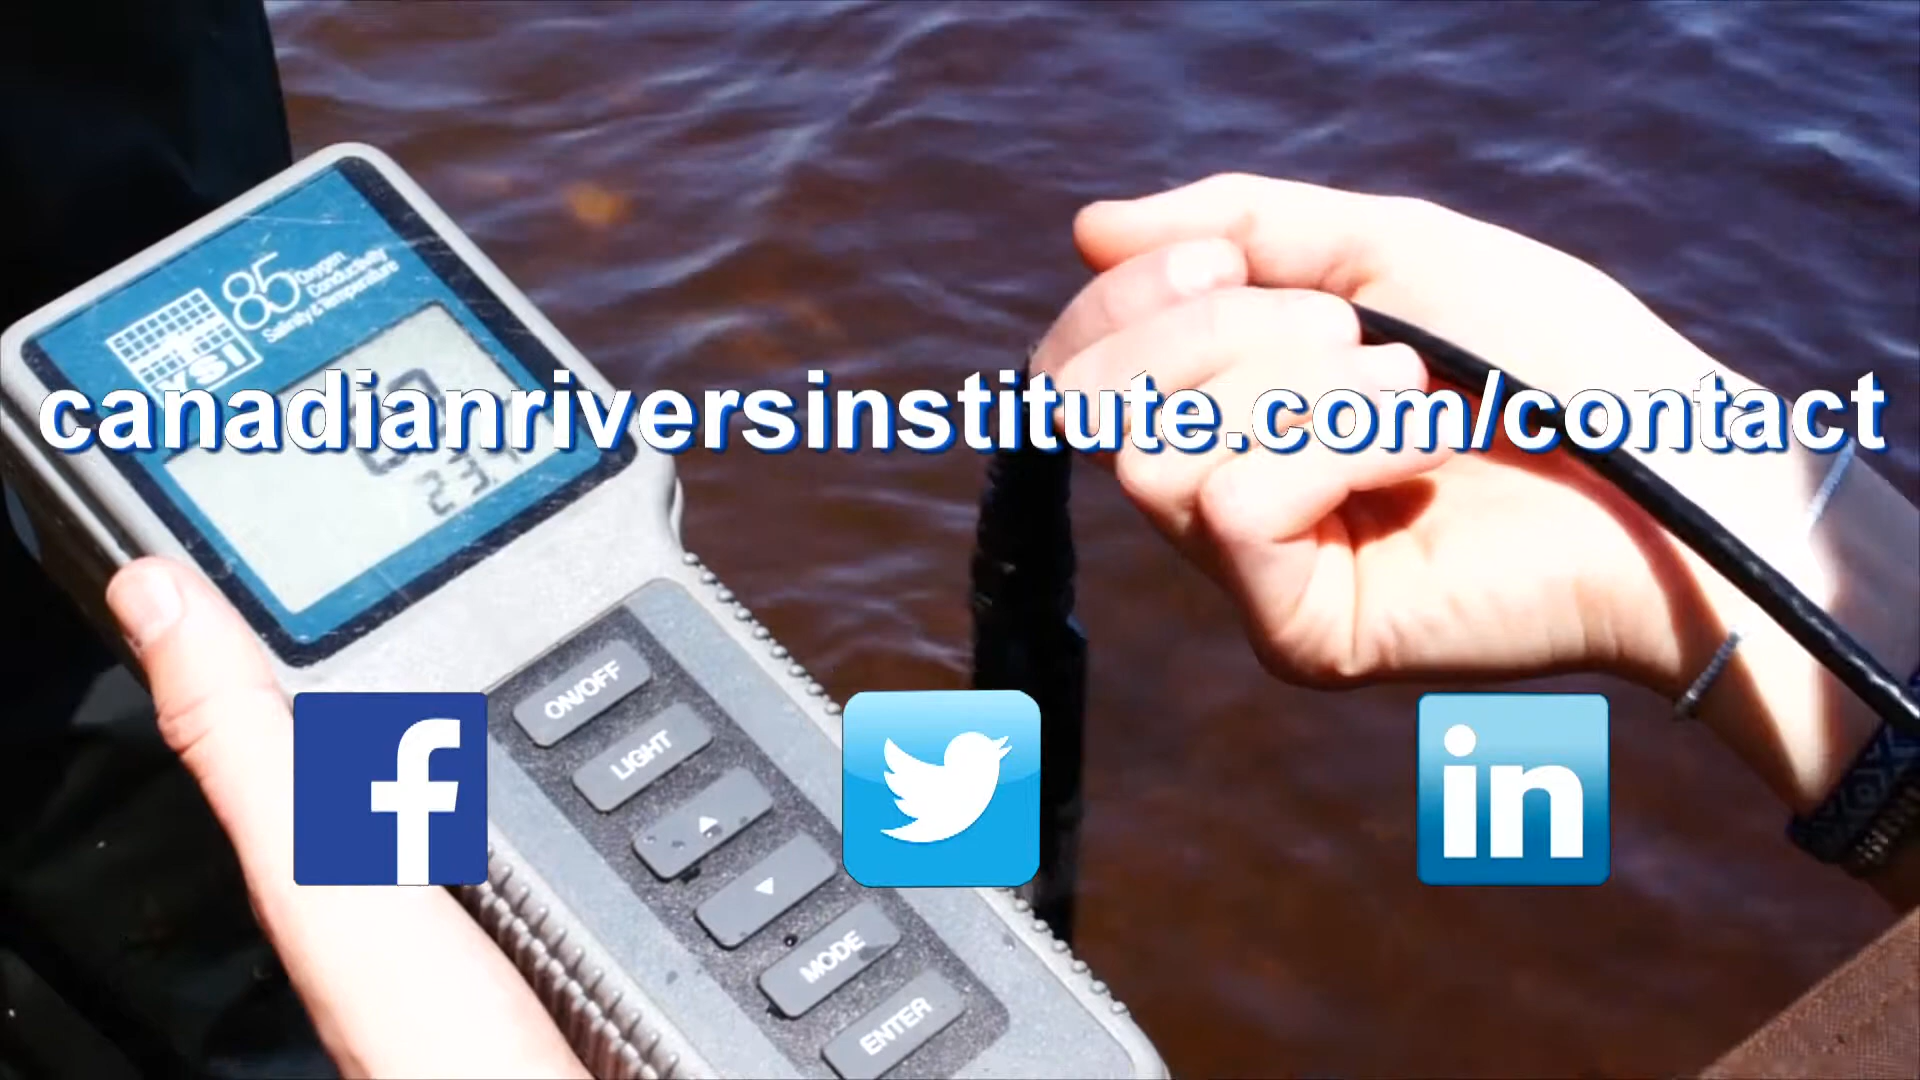 85
Oxygen
Conductivity
Salinity & Temperature
YSI
canadianriversinstitute.com/contact
ON/OFF
LIGHT
f
in
MODE
ENTER